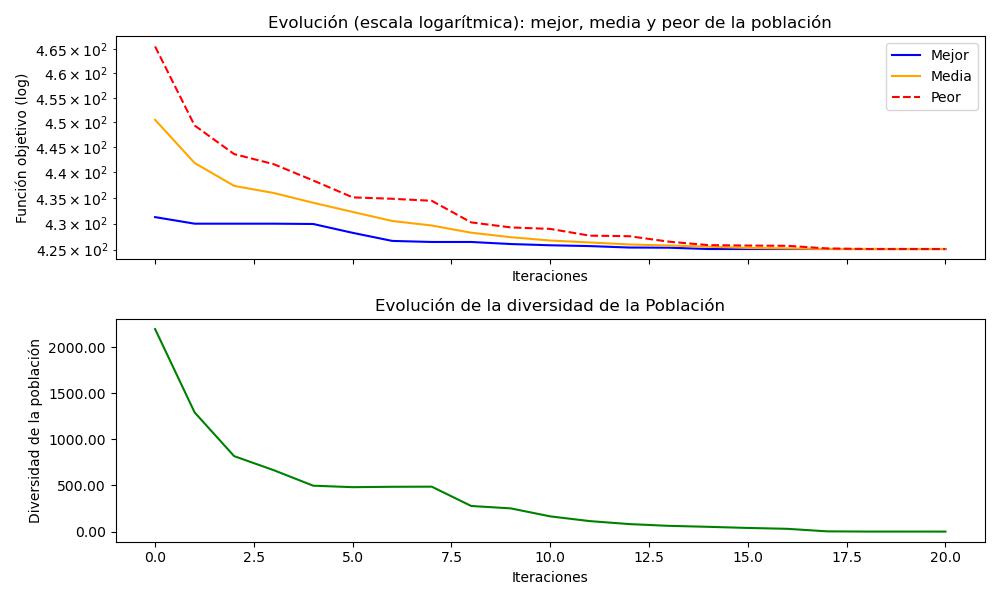 Evolución (escala logarítmica): mejor, media y peor de la población
Función objetivo (log)
4.65 × 10²
4.6 × 10²
4.55 × 10²
4.5 × 10²
4.45 × 10²
4.4 × 10²
4.35 × 10²
4.3 × 10²
4.25 × 10²
Mejor
Media
Peor
Iteraciones
Evolución de la diversidad de la Población
Diversidad de la población
2000.00
1500.00
1000.00
500.00
0.00
0.0 2.5 5.0 7.5 10.0 12.5 15.0 17.5 20.0
Iteraciones